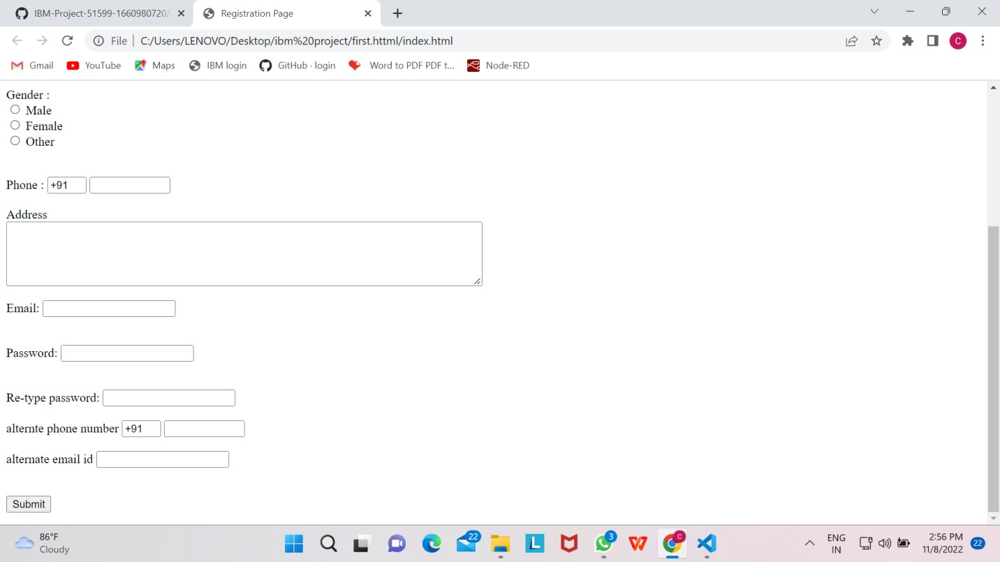 IBM-Project-51599-1660980720/
Registration Page
File C:/Users/LENOVO/Desktop/ibm%20project/first.httml/index.html
C
Gmail YouTube Maps IBM login GitHub · login Word to PDF PDF t... Node-RED
Gender :
Male
Female
Other
Phone : +91
Address
Email:
Password:
Re-type password:
alternte phone number +91
alternate email id
Submit
86°F
Cloudy
22
L
3
C
ENG
IN
2:56 PM
11/8/2022
22